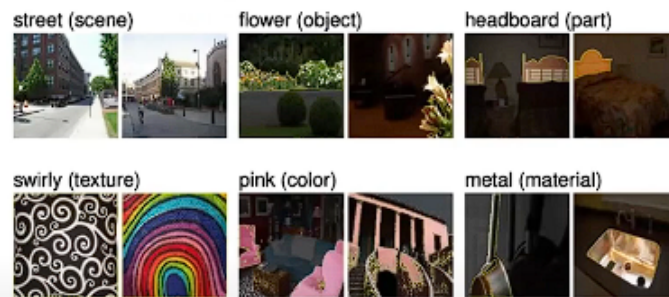 street (scene)
flower (object)
headboard (part)
swirly (texture)
pink (color)
metal (material)